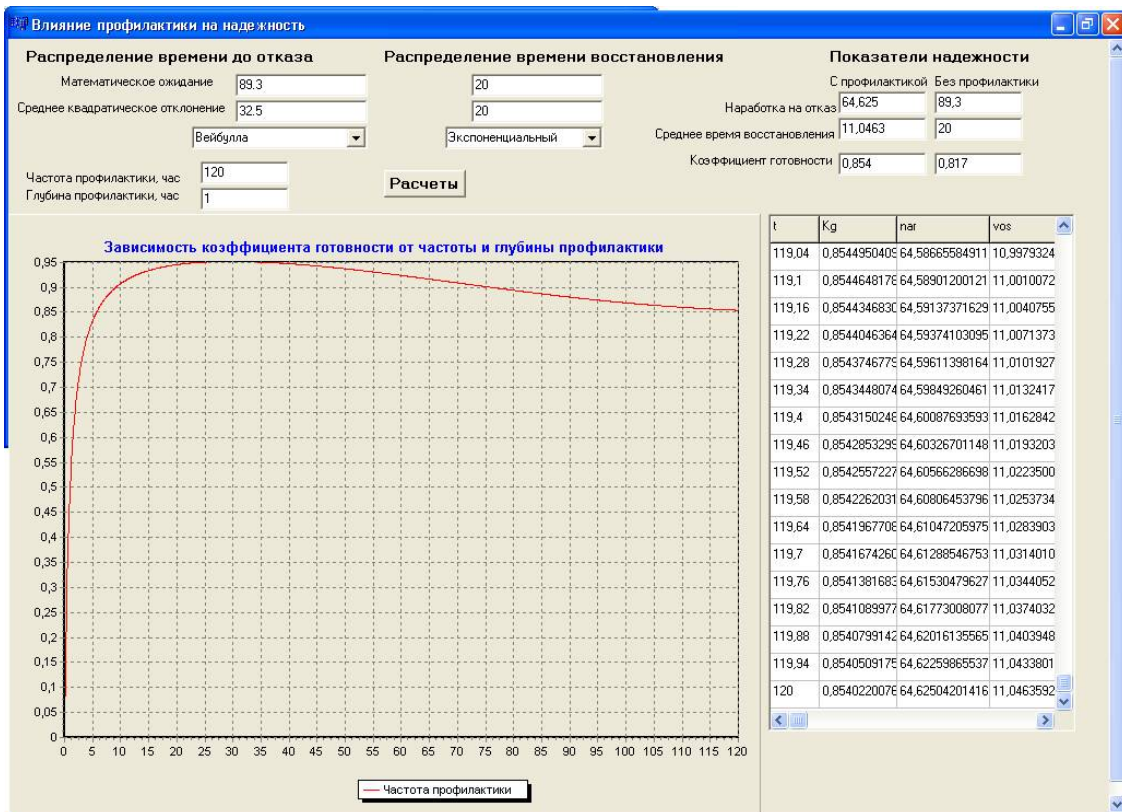 Влияние профилактики на надежность
Распределение времени до отказа
Распределение времени восстановления
Показатели надежности
С профилактикой Без профилактики
Математическое ожидание 89.3 20
Наработка на отказ 64,625 89,3
Среднее квадратическое отклонение 32.5 20
Среднее время восстановления 11,0463 20
Вейбулла Экспоненциальный
Коэффициент готовности 0,854 0,817
Частота профилактики, час 120
Глубина профилактики, час 1
Расчеты
Зависимость коэффициента готовности от частоты и глубины профилактики
0,95
0,9
0,85
0,8
0,75
0,7
0,65
0,6
0,55
0,5
0,45
0,4
0,35
0,3
0,25
0,2
0,15
0,1
0,05
0
0 5 10 15 20 25 30 35 40 45 50 55 60 65 70 75 80 85 90 95 100 105 110 115 120
Частота профилактики
t Kg nar vos
119,04 0,854495040 64,58665584911 10,9979324
119,1 0,854464817 64,58901200121 11,0010072
119,16 0,854434683 64,59137371629 11,0040755
119,22 0,854404636 64,59374103095 11,0071373
119,28 0,854374677 64,59611398164 11,0101927
119,34 0,854344807 64,59849260461 11,0132417
119,4 0,854315024 64,60087693593 11,0162842
119,46 0,854285329 64,60326701148 11,0193203
119,52 0,854255722 64,60566286698 11,0223500
119,58 0,854226203 64,60806453796 11,0253734
119,64 0,854196770 64,61047205975 11,0283903
119,7 0,854167426 64,61288546753 11,0314010
119,76 0,854138168 64,61530479627 11,0344052
119,82 0,854108997 64,61773008077 11,0374032
119,88 0,854079914 64,62016135565 11,0403948
119,94 0,854050917 64,62259865537 11,0433801
120 0,854022007 64,62504201416 11,0463592